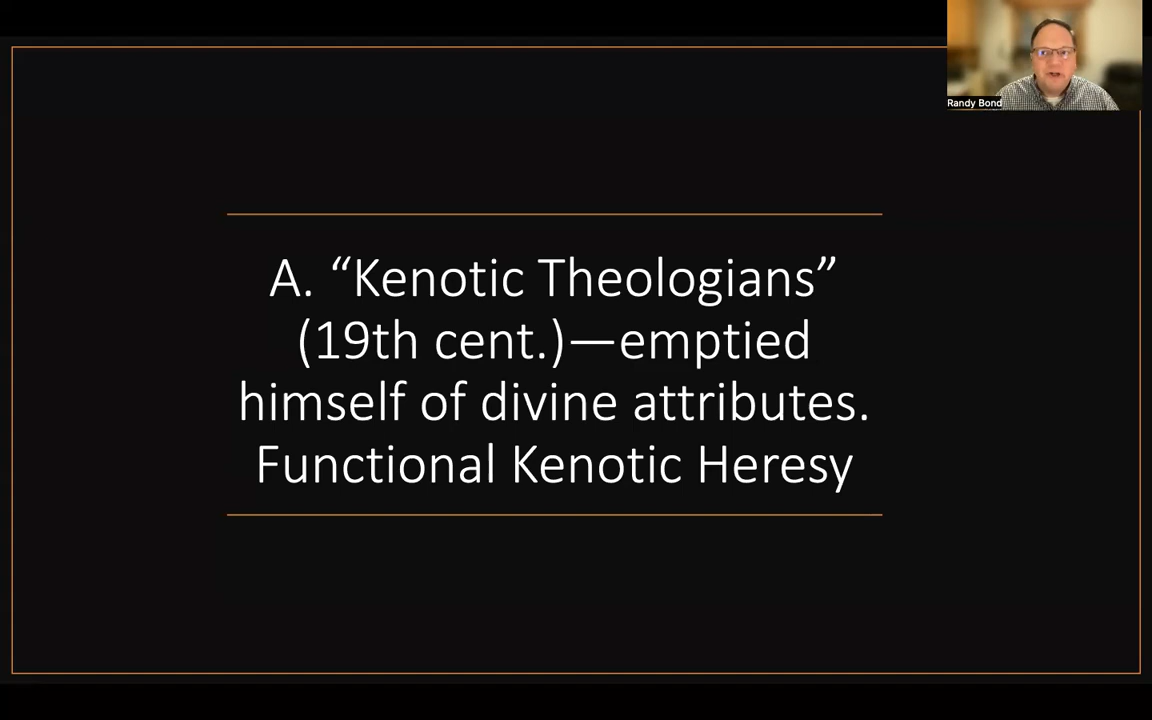 Randy Bond
A. “Kenotic Theologians”
(19th cent.)—emptied
himself of divine attributes.
Functional Kenotic Heresy